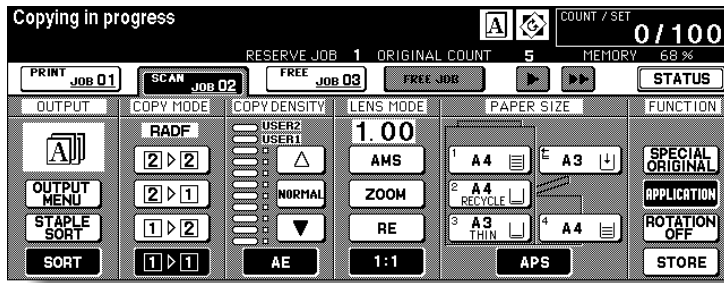 Copying in progress
COUNT / SET
0/100
RESERVE JOB 1 ORIGINAL COUNT 5 MEMORY 68 %
PRINT JOB 01
SCAN JOB 02
FREE JOB 03
FREE JOB
STATUS
OUTPUT COPY MODE COPY DENSITY LENS MODE PAPER SIZE FUNCTION
A
OUTPUT MENU
STAPLE SORT
SORT
RADF
2 ▷ 2
2 ▷ 1
1 ▷ 2
1 ▷ 1
USER2
USER1
△
NORMAL
▼
AE
1.00
AMS
ZOOM
RE
1:1
1 A4
A3
2 A4 RECYCLE
3 A3 THIN
4 A4
APS
SPECIAL ORIGINAL
APPLICATION
ROTATION OFF
STORE